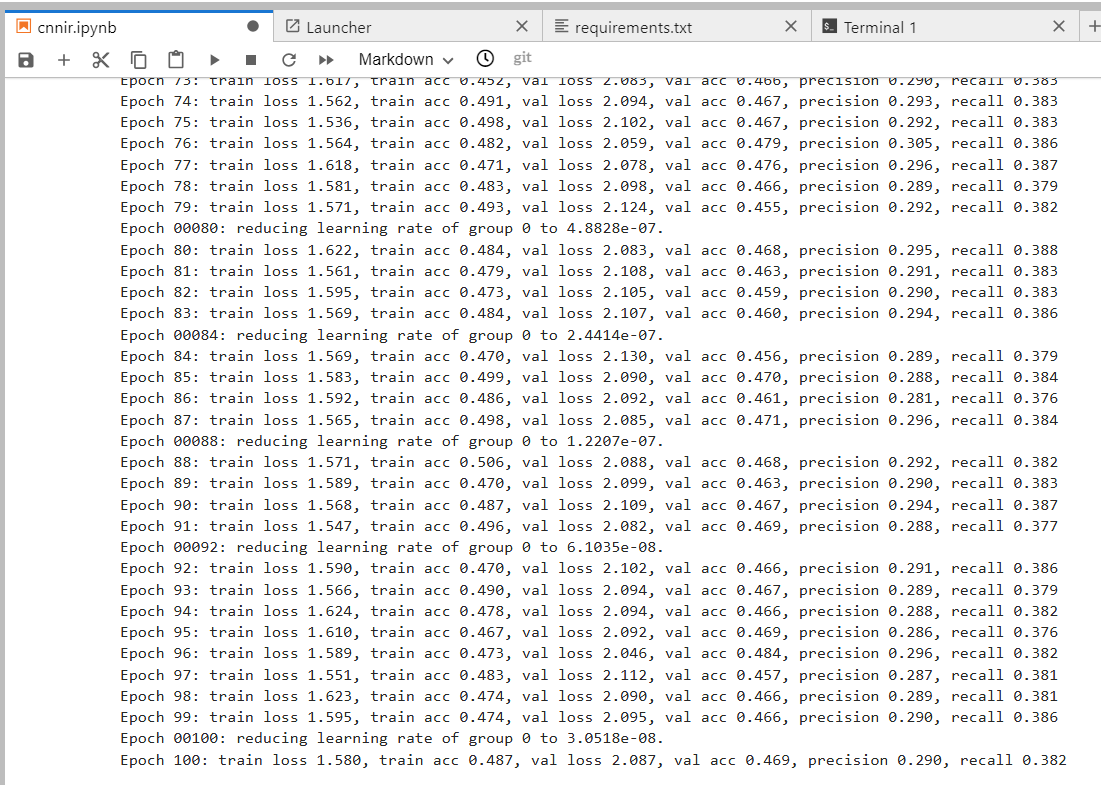 cnnir.ipynb
Launcher
requirements.txt
Terminal 1
Markdown
git
Epoch 73: train loss 1.617, train acc 0.452, val loss 2.083, val acc 0.466, precision 0.290, recall 0.383
Epoch 74: train loss 1.562, train acc 0.491, val loss 2.094, val acc 0.467, precision 0.293, recall 0.383
Epoch 75: train loss 1.536, train acc 0.498, val loss 2.102, val acc 0.467, precision 0.292, recall 0.383
Epoch 76: train loss 1.564, train acc 0.482, val loss 2.059, val acc 0.479, precision 0.305, recall 0.386
Epoch 77: train loss 1.618, train acc 0.471, val loss 2.078, val acc 0.476, precision 0.296, recall 0.387
Epoch 78: train loss 1.581, train acc 0.483, val loss 2.098, val acc 0.466, precision 0.289, recall 0.379
Epoch 79: train loss 1.571, train acc 0.493, val loss 2.124, val acc 0.455, precision 0.292, recall 0.382
Epoch 00080: reducing learning rate of group 0 to 4.8828e-07.
Epoch 80: train loss 1.622, train acc 0.484, val loss 2.083, val acc 0.468, precision 0.295, recall 0.388
Epoch 81: train loss 1.561, train acc 0.479, val loss 2.108, val acc 0.463, precision 0.291, recall 0.383
Epoch 82: train loss 1.595, train acc 0.473, val loss 2.105, val acc 0.459, precision 0.290, recall 0.383
Epoch 83: train loss 1.569, train acc 0.484, val loss 2.107, val acc 0.460, precision 0.294, recall 0.386
Epoch 00084: reducing learning rate of group 0 to 2.4414e-07.
Epoch 84: train loss 1.569, train acc 0.470, val loss 2.130, val acc 0.456, precision 0.289, recall 0.379
Epoch 85: train loss 1.583, train acc 0.499, val loss 2.090, val acc 0.470, precision 0.288, recall 0.384
Epoch 86: train loss 1.592, train acc 0.486, val loss 2.092, val acc 0.461, precision 0.281, recall 0.376
Epoch 87: train loss 1.565, train acc 0.498, val loss 2.085, val acc 0.471, precision 0.296, recall 0.384
Epoch 00088: reducing learning rate of group 0 to 1.2207e-07.
Epoch 88: train loss 1.571, train acc 0.506, val loss 2.088, val acc 0.468, precision 0.292, recall 0.382
Epoch 89: train loss 1.589, train acc 0.470, val loss 2.099, val acc 0.463, precision 0.290, recall 0.383
Epoch 90: train loss 1.568, train acc 0.487, val loss 2.109, val acc 0.467, precision 0.294, recall 0.387
Epoch 91: train loss 1.547, train acc 0.496, val loss 2.082, val acc 0.469, precision 0.288, recall 0.377
Epoch 00092: reducing learning rate of group 0 to 6.1035e-08.
Epoch 92: train loss 1.590, train acc 0.470, val loss 2.102, val acc 0.466, precision 0.291, recall 0.386
Epoch 93: train loss 1.566, train acc 0.490, val loss 2.094, val acc 0.467, precision 0.289, recall 0.379
Epoch 94: train loss 1.624, train acc 0.478, val loss 2.094, val acc 0.466, precision 0.288, recall 0.382
Epoch 95: train loss 1.610, train acc 0.467, val loss 2.092, val acc 0.469, precision 0.286, recall 0.376
Epoch 96: train loss 1.589, train acc 0.473, val loss 2.046, val acc 0.484, precision 0.296, recall 0.382
Epoch 97: train loss 1.551, train acc 0.483, val loss 2.112, val acc 0.457, precision 0.287, recall 0.381
Epoch 98: train loss 1.623, train acc 0.474, val loss 2.090, val acc 0.466, precision 0.289, recall 0.381
Epoch 99: train loss 1.595, train acc 0.474, val loss 2.095, val acc 0.466, precision 0.290, recall 0.386
Epoch 00100: reducing learning rate of group 0 to 3.0518e-08.
Epoch 100: train loss 1.580, train acc 0.487, val loss 2.087, val acc 0.469, precision 0.290, recall 0.382